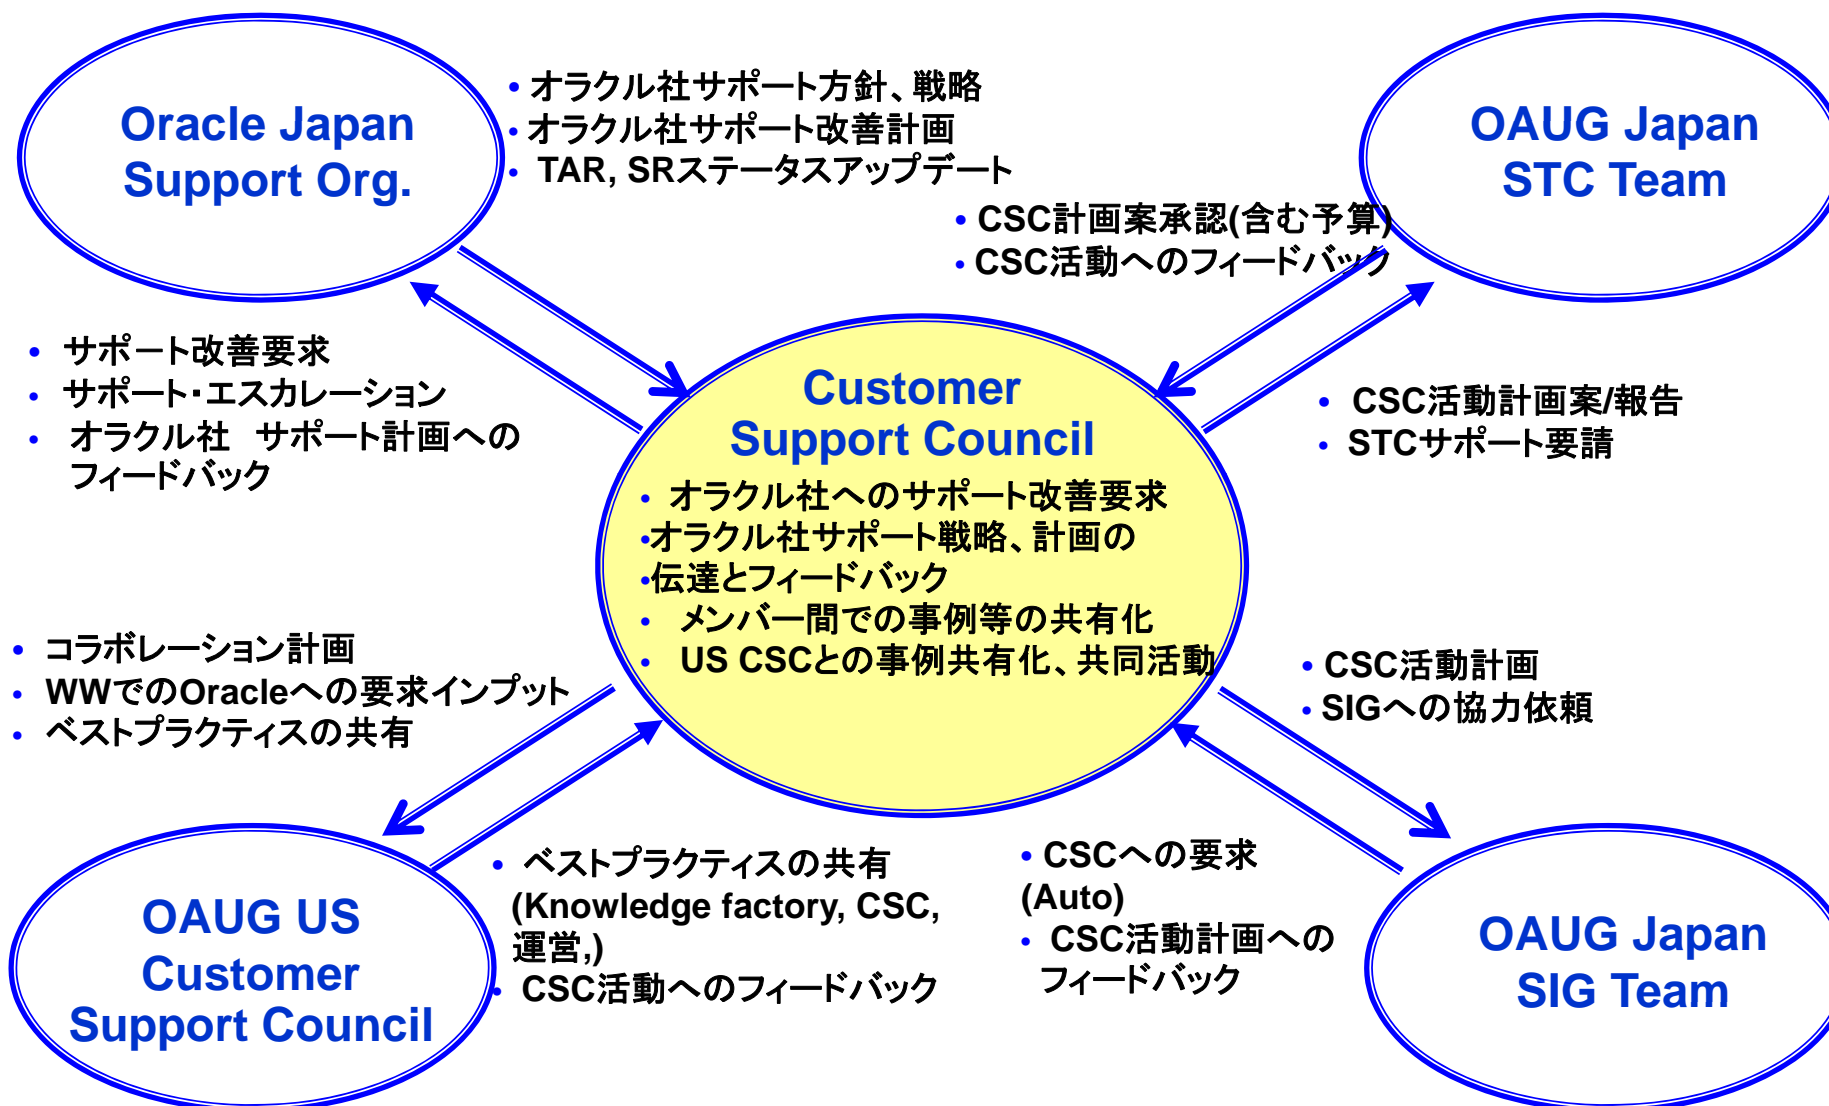 Oracle Japan
Support Org.
• オラクル社サポート方針、戦略
• オラクル社サポート改善計画
• TAR, SRステータスアップデート
OAUG Japan
STC Team
• CSC計画案承認(含む予算)
• CSC活動へのフィードバック
• サポート改善要求
• サポート・エスカレーション
• オラクル社 サポート計画への
フィードバック
• CSC活動計画案/報告
• STCサポート要請
Customer
Support Council
• オラクル社へのサポート改善要求
•オラクル社サポート戦略、計画の
•伝達とフィードバック
• メンバー間での事例等の共有化
• US CSCとの事例共有化、共同活動
• コラボレーション計画
• WWでのOracleへの要求インプット
• ベストプラクティスの共有
• CSC活動計画
• SIGへの協力依頼
OAUG US
Customer
Support Council
• ベストプラクティスの共有
(Knowledge factory, CSC,
運営,)
• CSC活動へのフィードバック
• CSCへの要求
(Auto)
• CSC活動計画への
フィードバック
OAUG Japan
SIG Team